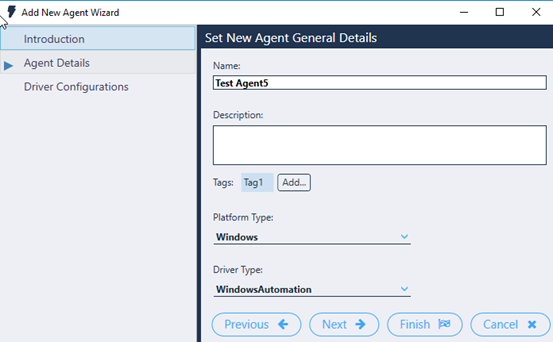 Add New Agent Wizard
Introduction
Agent Details
Driver Configurations
Set New Agent General Details
Name:
Test Agent5
Description:
Tags: Tag1 Add...
Platform Type:
Windows
Driver Type:
WindowsAutomation
Previous Next Finish Cancel